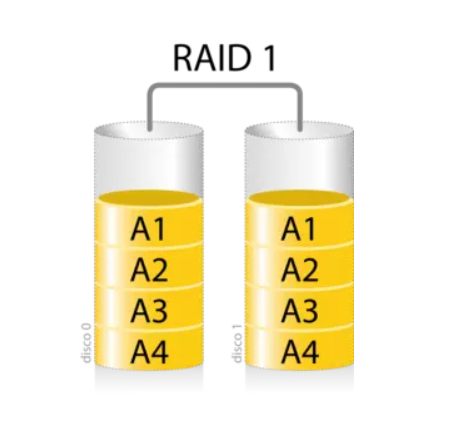 RAID 1
A1
A2
A3
A4
disco 0
A1
A2
A3
A4
disco 1